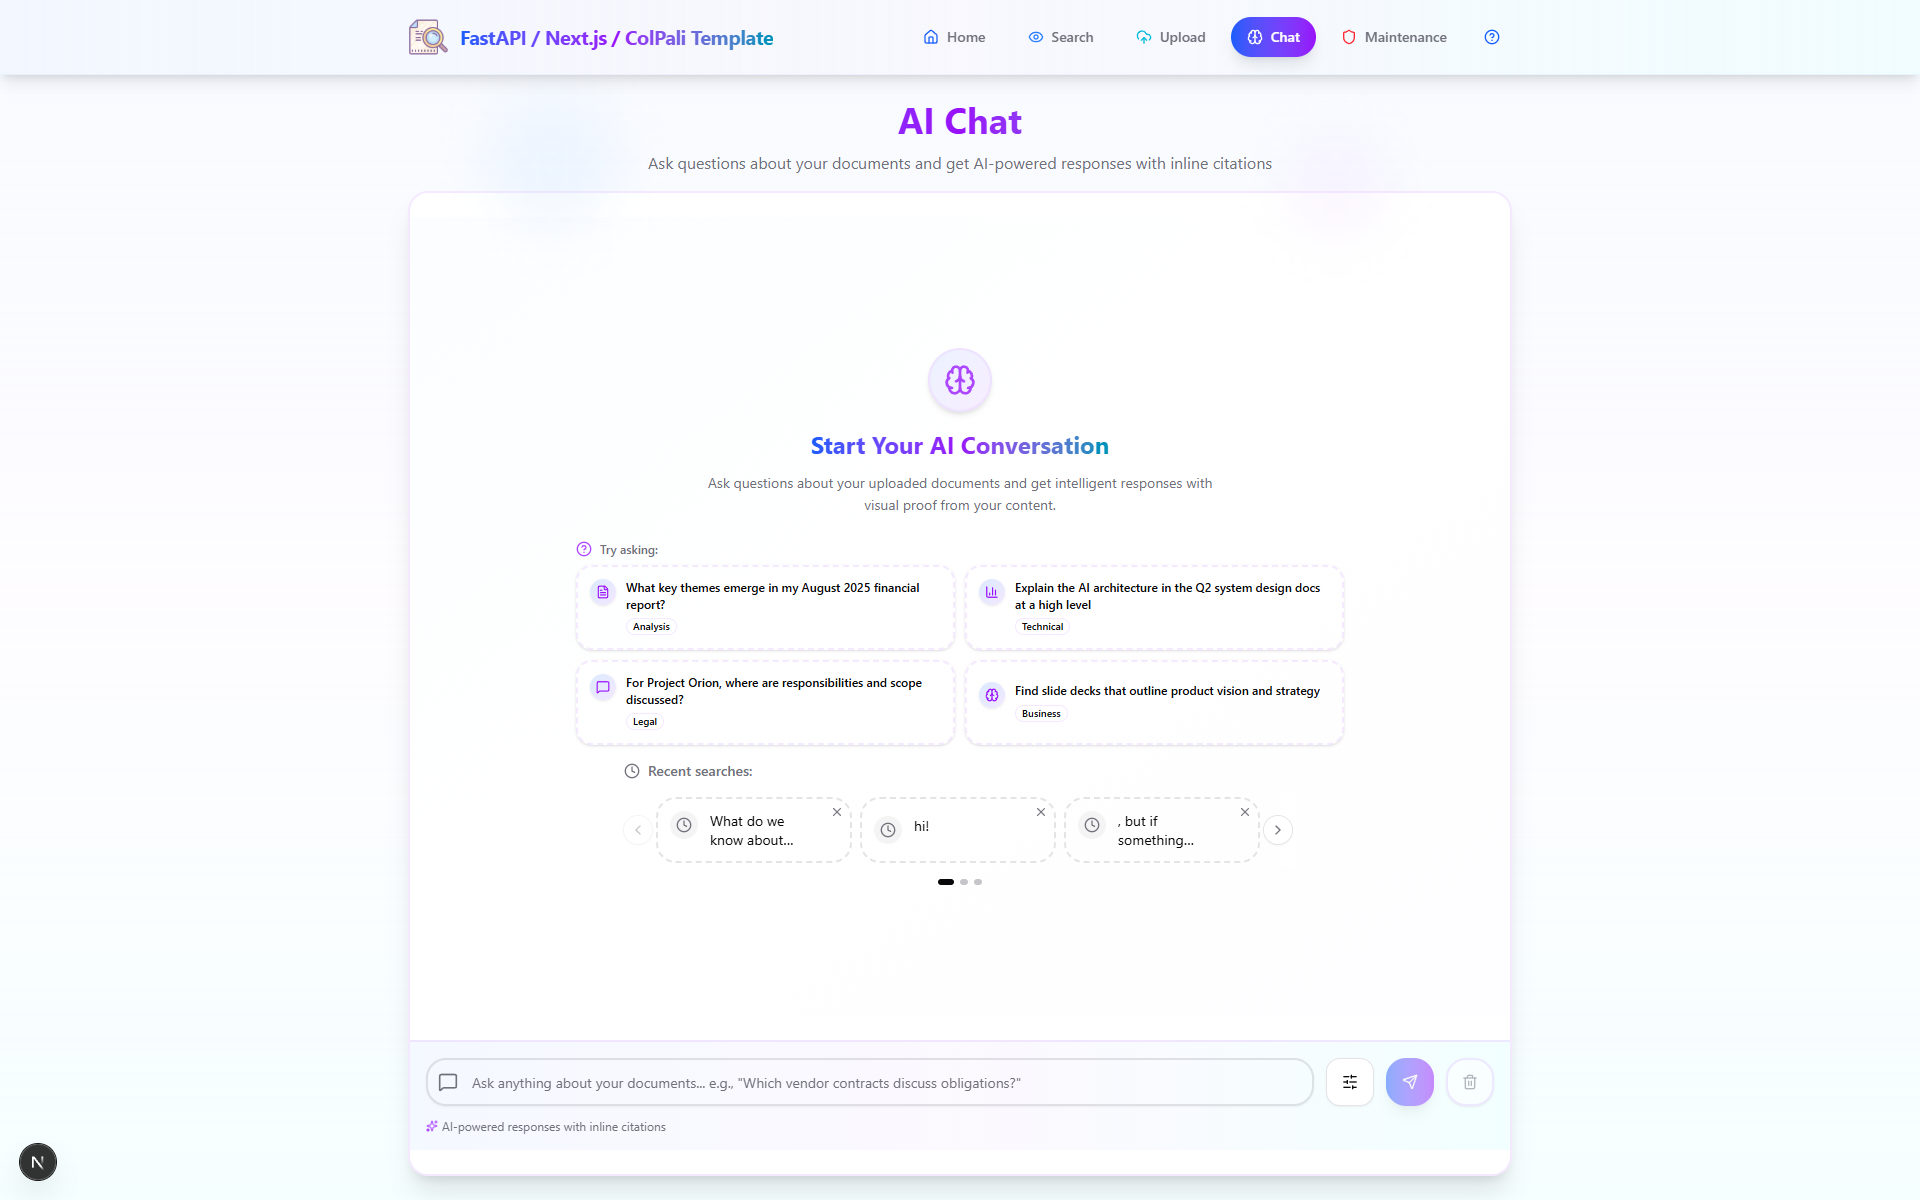 FastAPI / Next.js / ColPali Template
Home
Search
Upload
Chat
Maintenance
AI Chat
Ask questions about your documents and get AI-powered responses with inline citations
Start Your AI Conversation
Ask questions about your uploaded documents and get intelligent responses with
visual proof from your content.
Try asking:
What key themes emerge in my August 2025 financial
report?
Analysis
Explain the AI architecture in the Q2 system design docs
at a high level
Technical
For Project Orion, where are responsibilities and scope
discussed?
Legal
Find slide decks that outline product vision and strategy
Business
Recent searches:
What do we
know about...
hi!
, but if
something...
Ask anything about your documents... e.g., "Which vendor contracts discuss obligations?"
AI-powered responses with inline citations
N